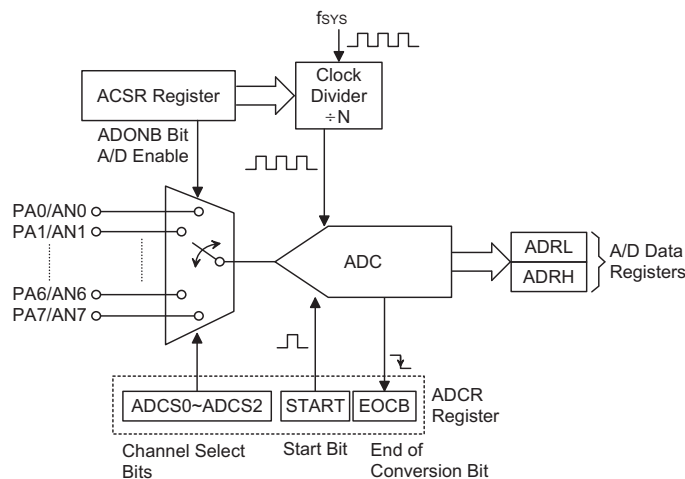 fSYS
ACSR Register
Clock
Divider
÷N
ADONB Bit
A/D Enable
PA0/AN0
PA1/AN1
PA6/AN6
PA7/AN7
ADC
ADRL
ADRH
A/D Data
Registers
ADCS0~ADCS2
START
EOCB
ADCR
Register
Channel Select
Bits
Start Bit
End of
Conversion Bit